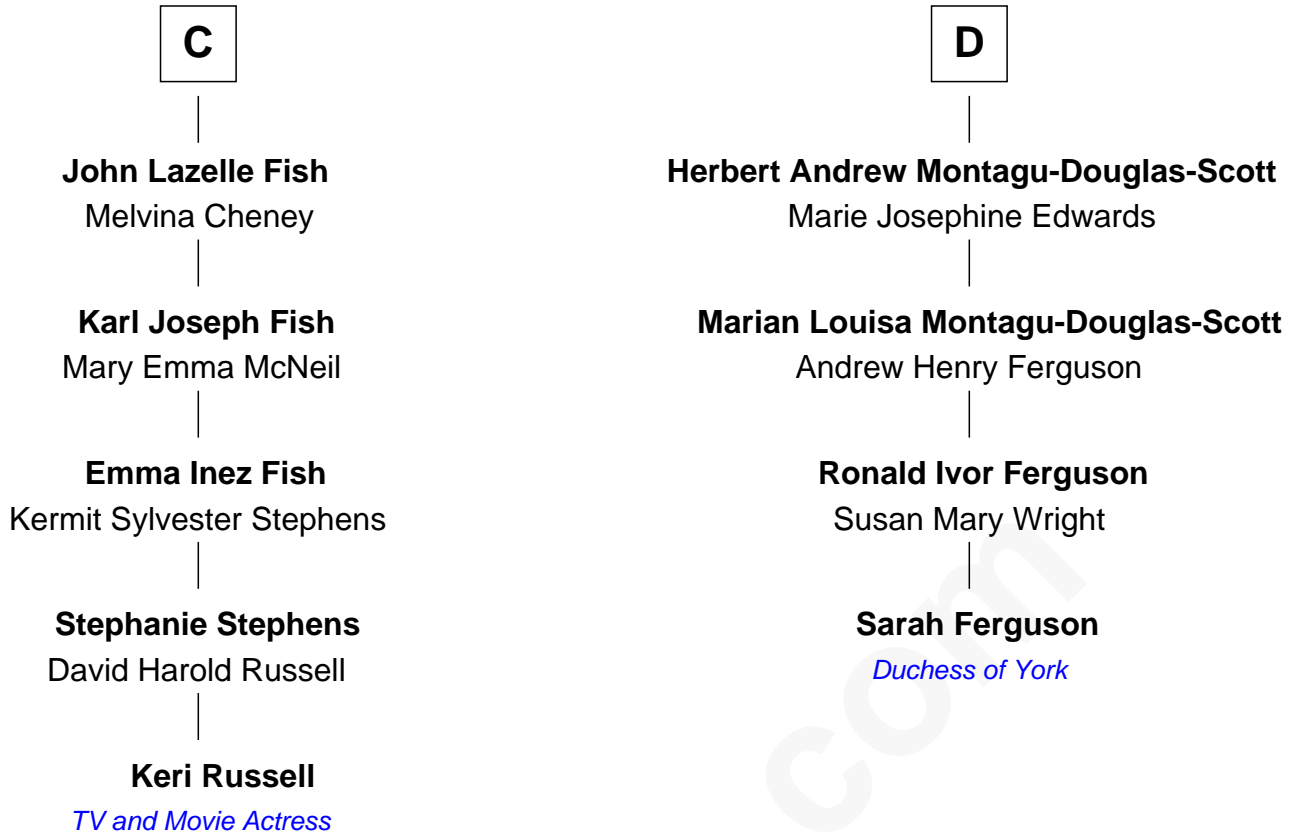 C
John Lazelle Fish
Melvina Cheney
Karl Joseph Fish
Mary Emma McNeil
Emma Inez Fish
Kermit Sylvester Stephens
Stephanie Stephens
David Harold Russell
Keri Russell
TV and Movie Actress
D
Herbert Andrew Montagu-Douglas-Scott
Marie Josephine Edwards
Marian Louisa Montagu-Douglas-Scott
Andrew Henry Ferguson
Ronald Ivor Ferguson
Susan Mary Wright
Sarah Ferguson
Duchess of York
com